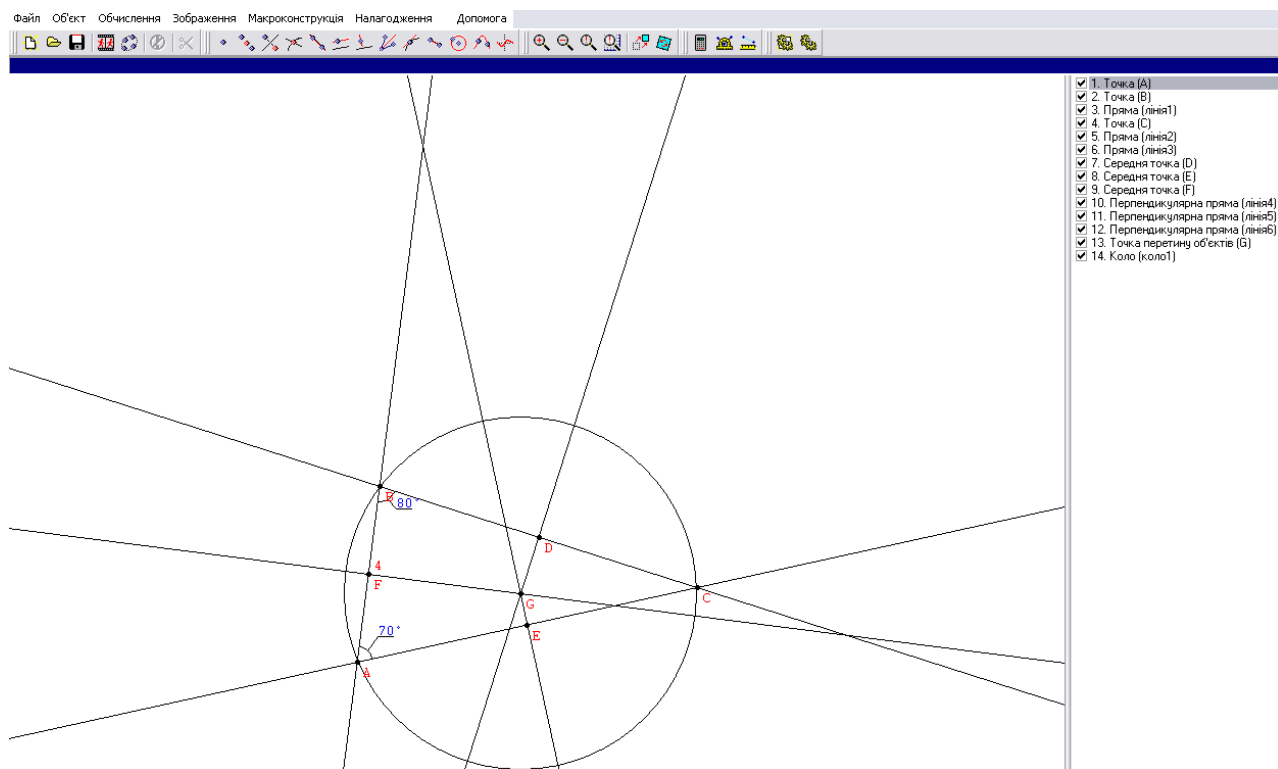 Файл Об'єкт Обчислення Зображення Макроконструкція Налагодження Допомога
1. Точка (A)
2. Точка (B)
3. Пряма (лінія1)
4. Точка (C)
5. Пряма (лінія2)
6. Пряма (лінія3)
7. Середня точка (D)
8. Середня точка (E)
9. Середня точка (F)
10. Перпендикулярна пряма (лінія4)
11. Перпендикулярна пряма (лінія5)
12. Перпендикулярна пряма (лінія6)
13. Точка перетину об'єктів (G)
14. Коло (коло1)
B
80°
D
4
F
C
G
70°
E
A